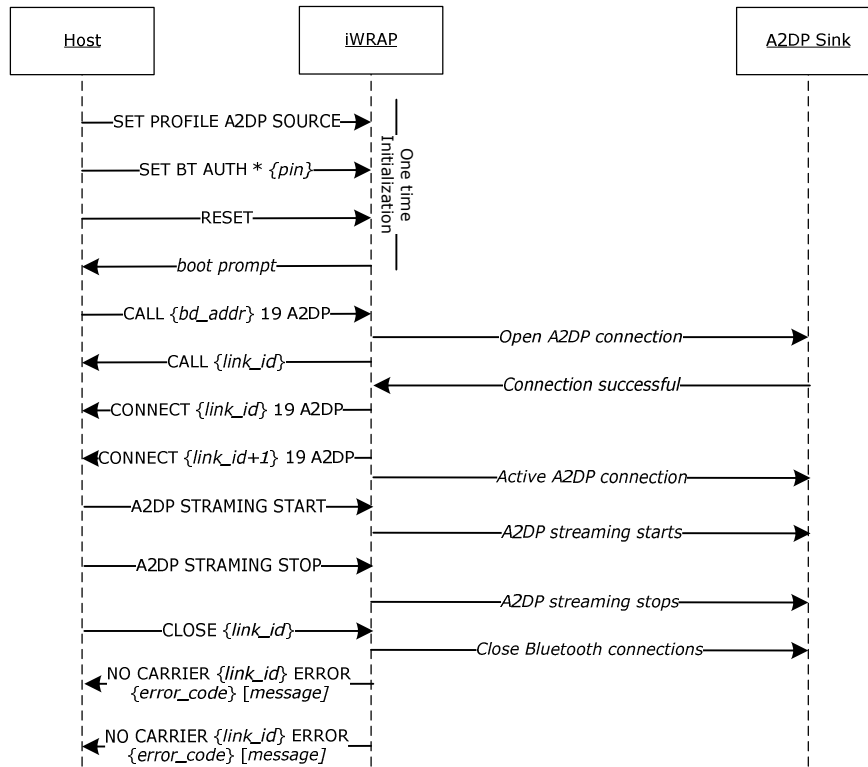 Host
iWRAP
A2DP Sink
SET PROFILE A2DP SOURCE
One time
Initialization
SET BT AUTH * {pin}
RESET
boot prompt
CALL {bd_addr} 19 A2DP
Open A2DP connection
CALL {link_id}
Connection successful
CONNECT {link_id} 19 A2DP
CONNECT {link_id+1} 19 A2DP
Active A2DP connection
A2DP STRAMING START
A2DP streaming starts
A2DP STRAMING STOP
A2DP streaming stops
CLOSE {link_id}
Close Bluetooth connections
NO CARRIER {link_id} ERROR
{error_code} [message]
NO CARRIER {link_id} ERROR
{error_code} [message]